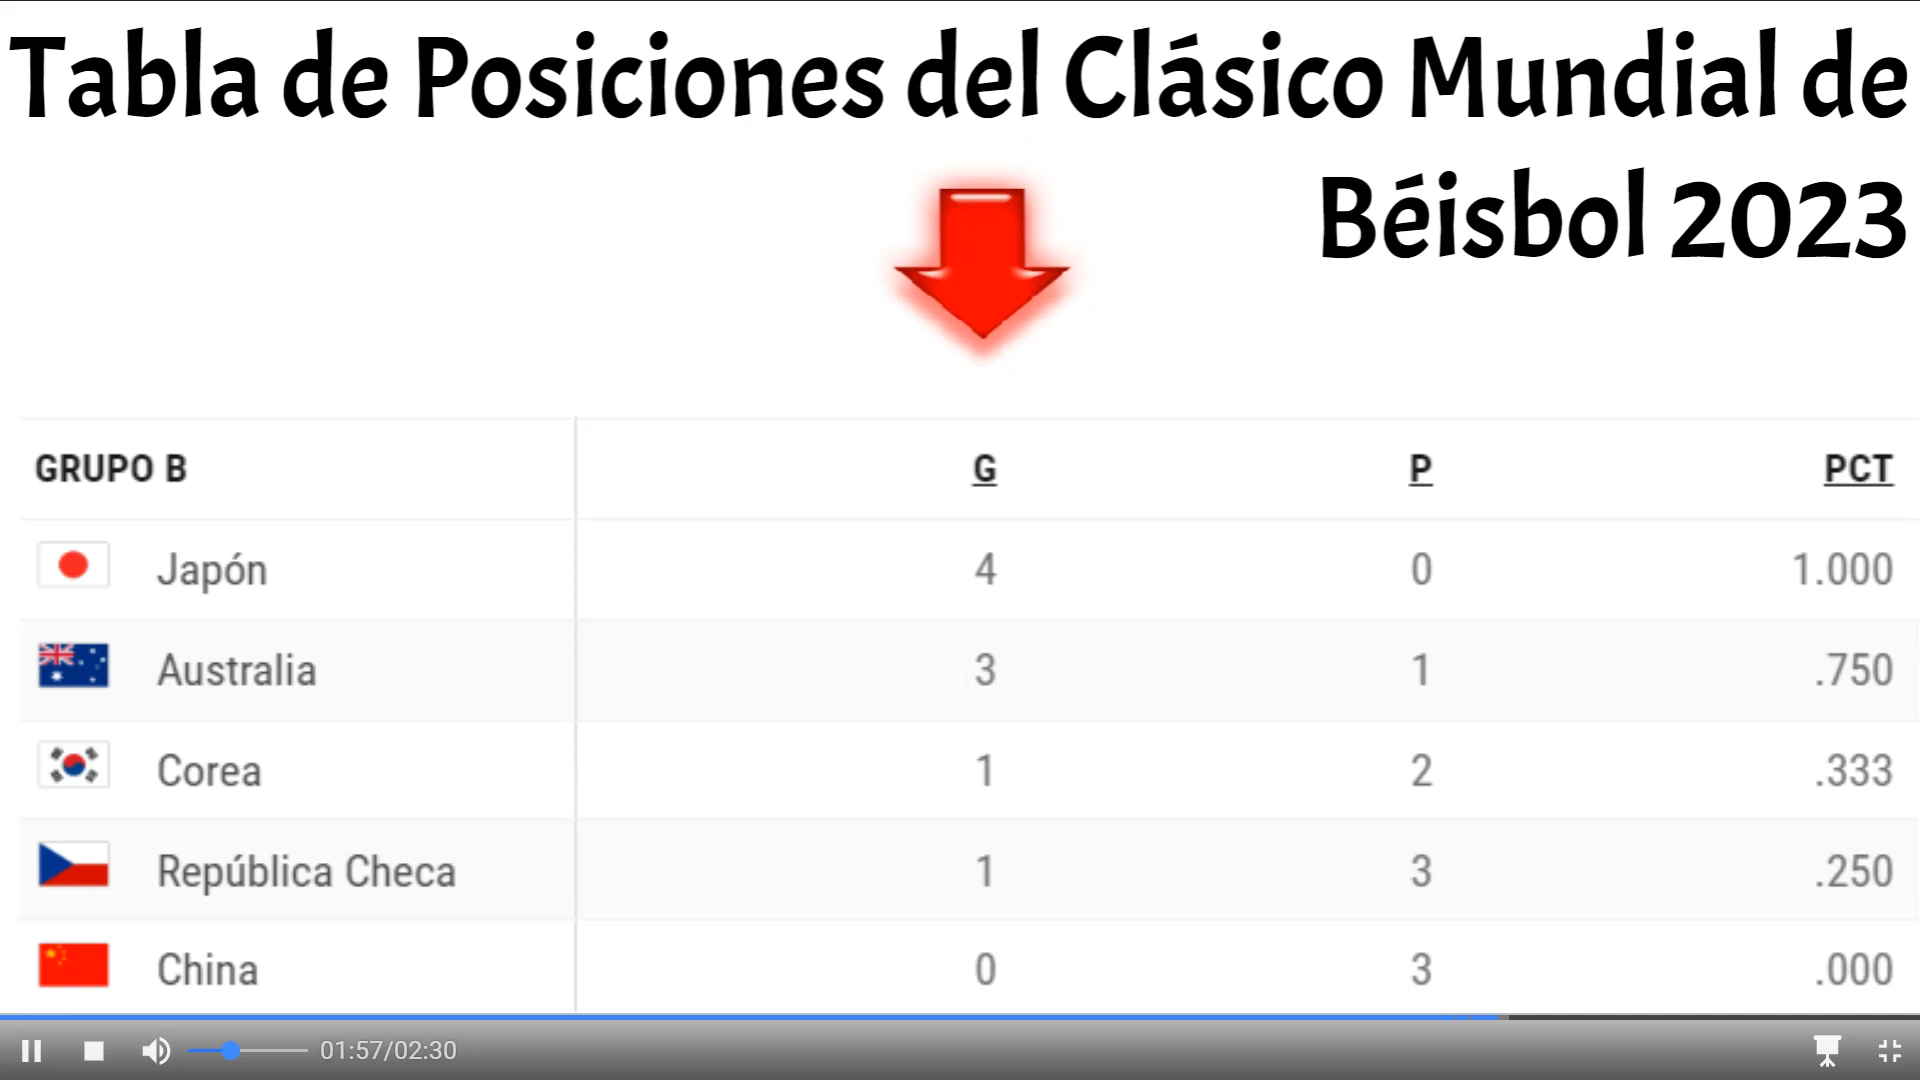 Tabla de Posiciones del Clásico Mundial de
Béisbol 2023
GRUPO B G P PCT
Japón 4 0 1.000
Australia 3 1 .750
Corea 1 2 .333
República Checa 1 3 .250
China 0 3 .000
01:57/02:30